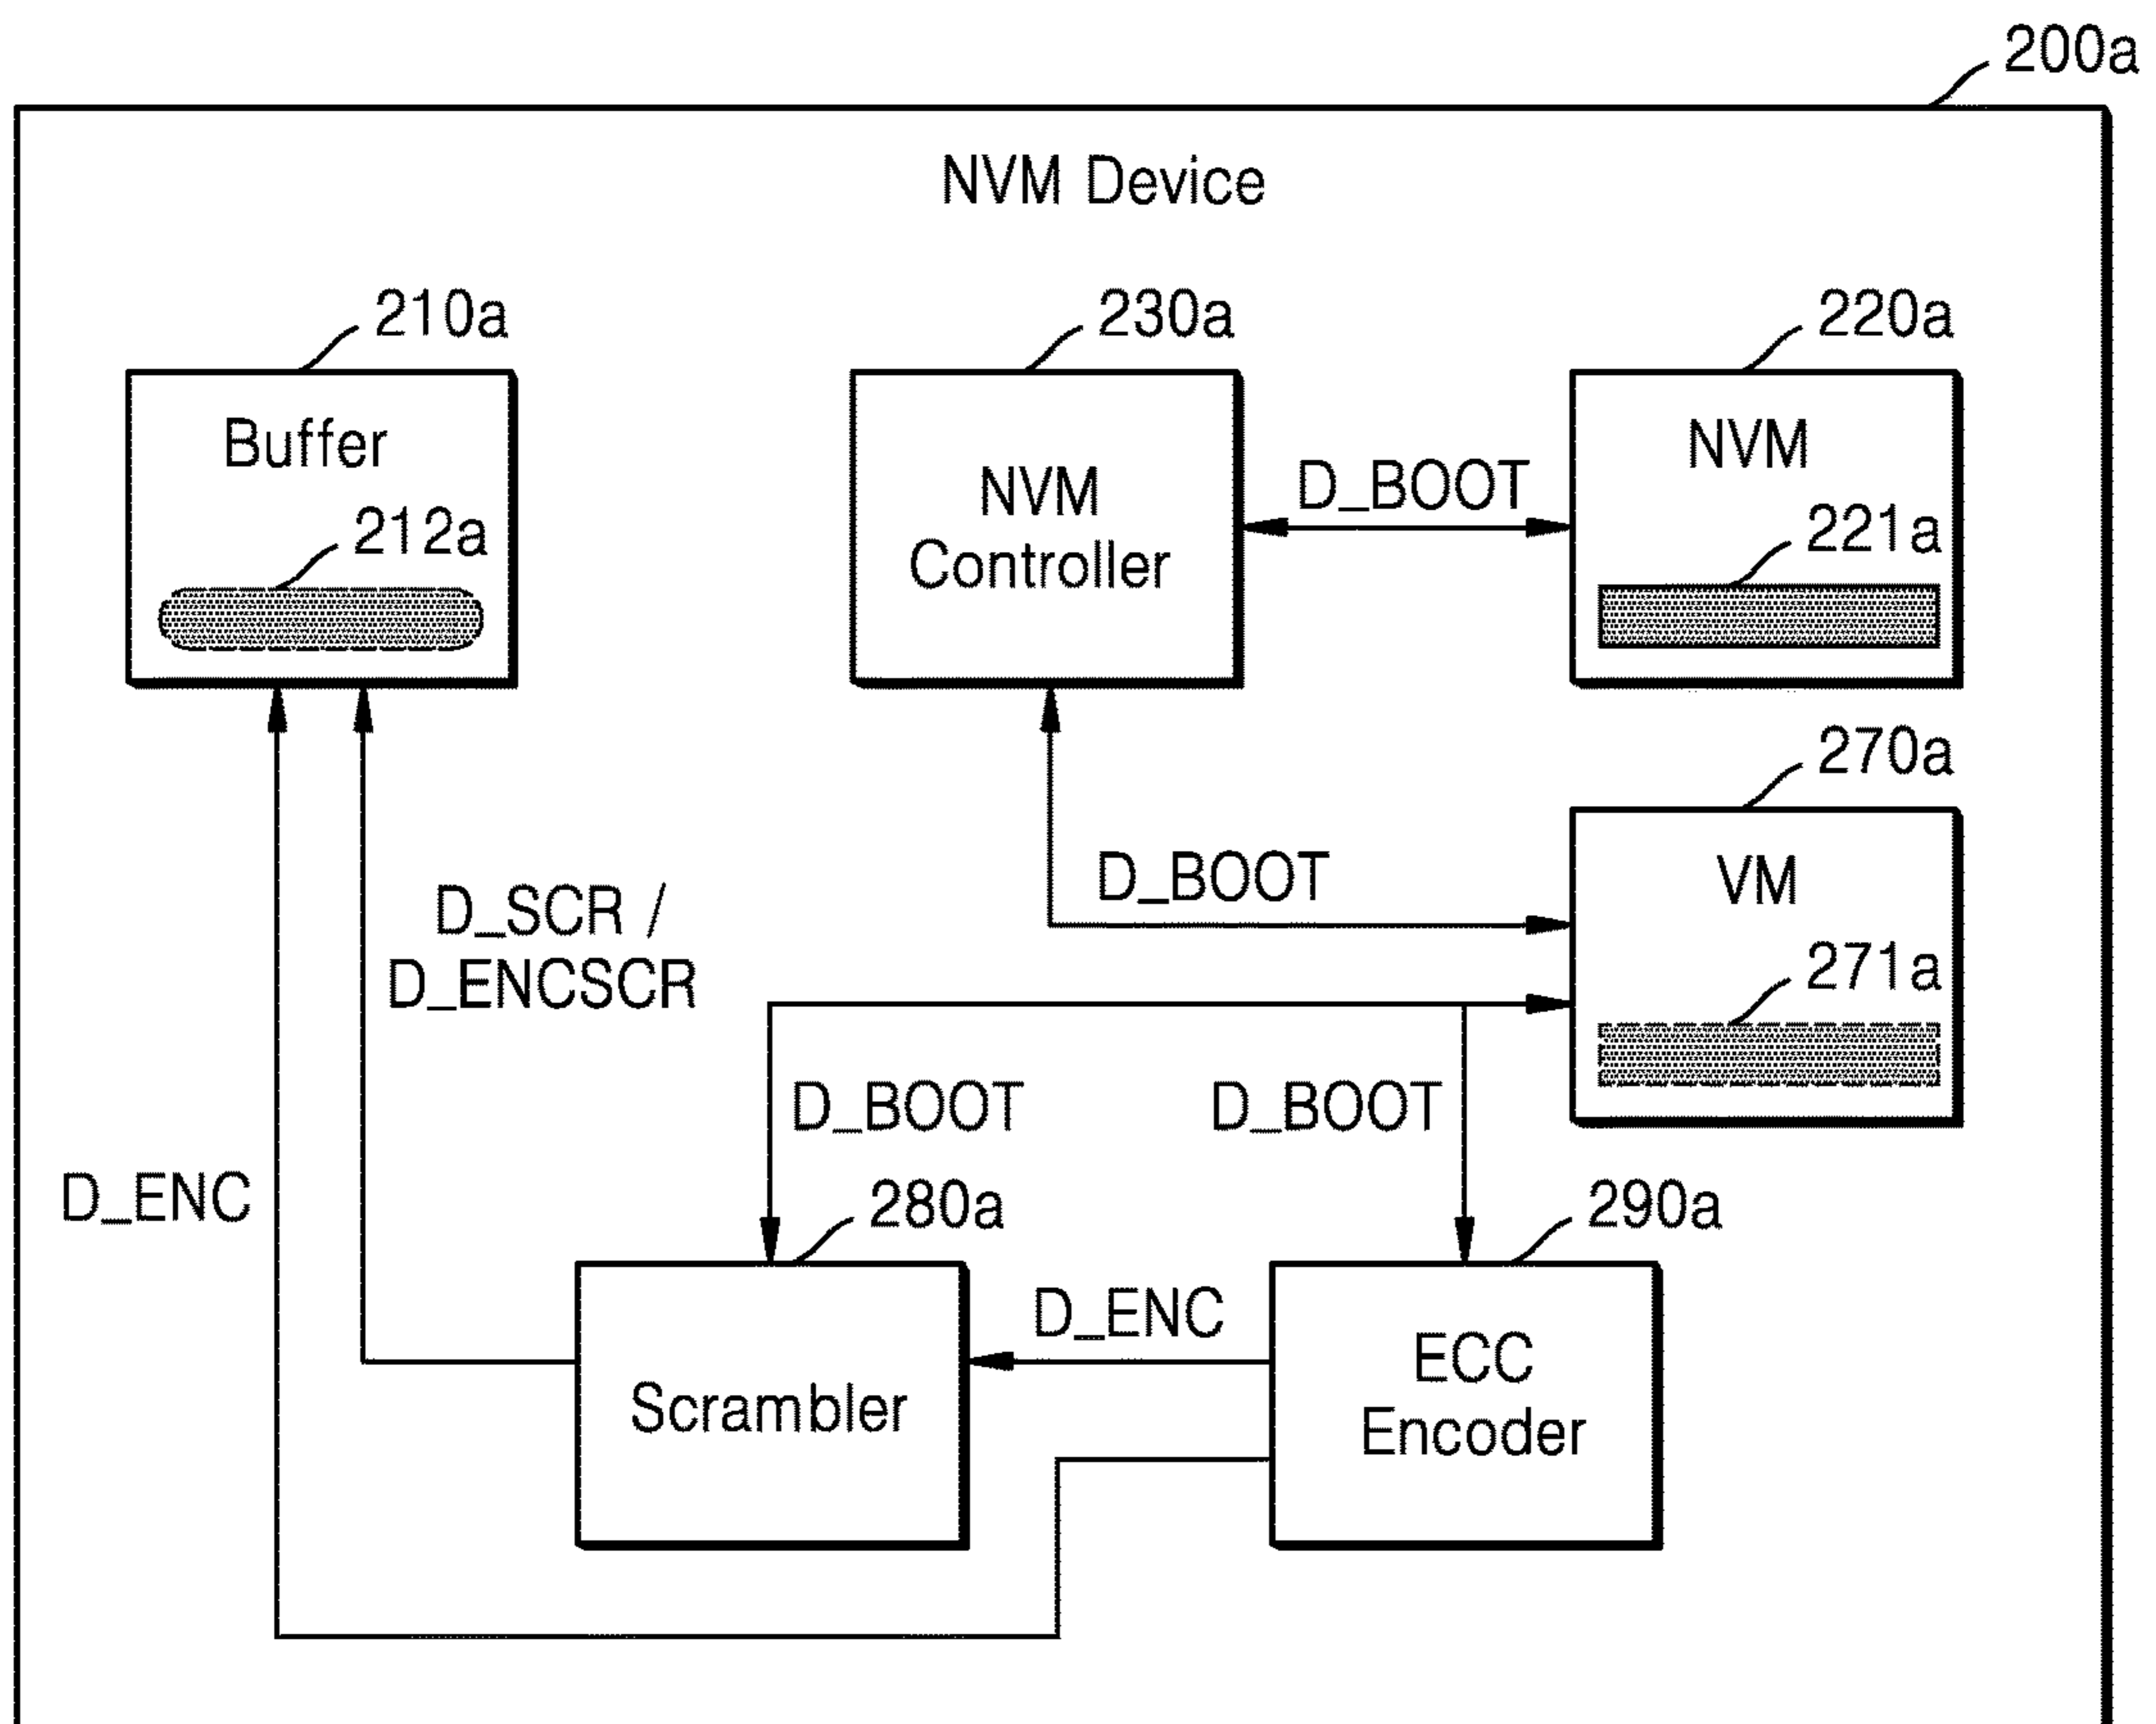 200a
NVM Device
210a
230a
220a
Buffer
212a
NVM
Controller
D_BOOT
NVM
221a
270a
D_BOOT
VM
271a
D_SCR /
D_ENCSCR
D_BOOT
D_BOOT
D_ENC
280a
290a
D_ENC
Scrambler
ECC
Encoder